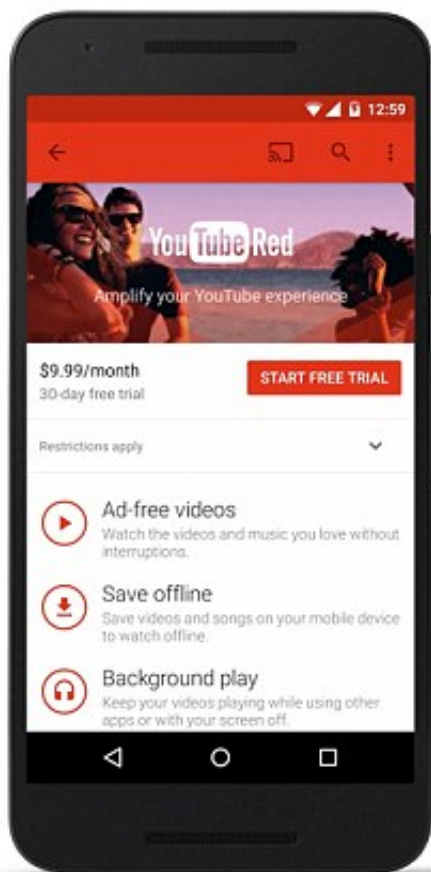 12:59
YouTube Red
Amplify your YouTube experience
$9.99/month
START FREE TRIAL
30-day free trial
Restrictions apply
Ad-free videos
Watch the videos and music you love without
interruptions.
Save offline
Save videos and songs on your mobile device
to watch offline.
Background play
Keep your videos playing while using other
apps or with your screen off.